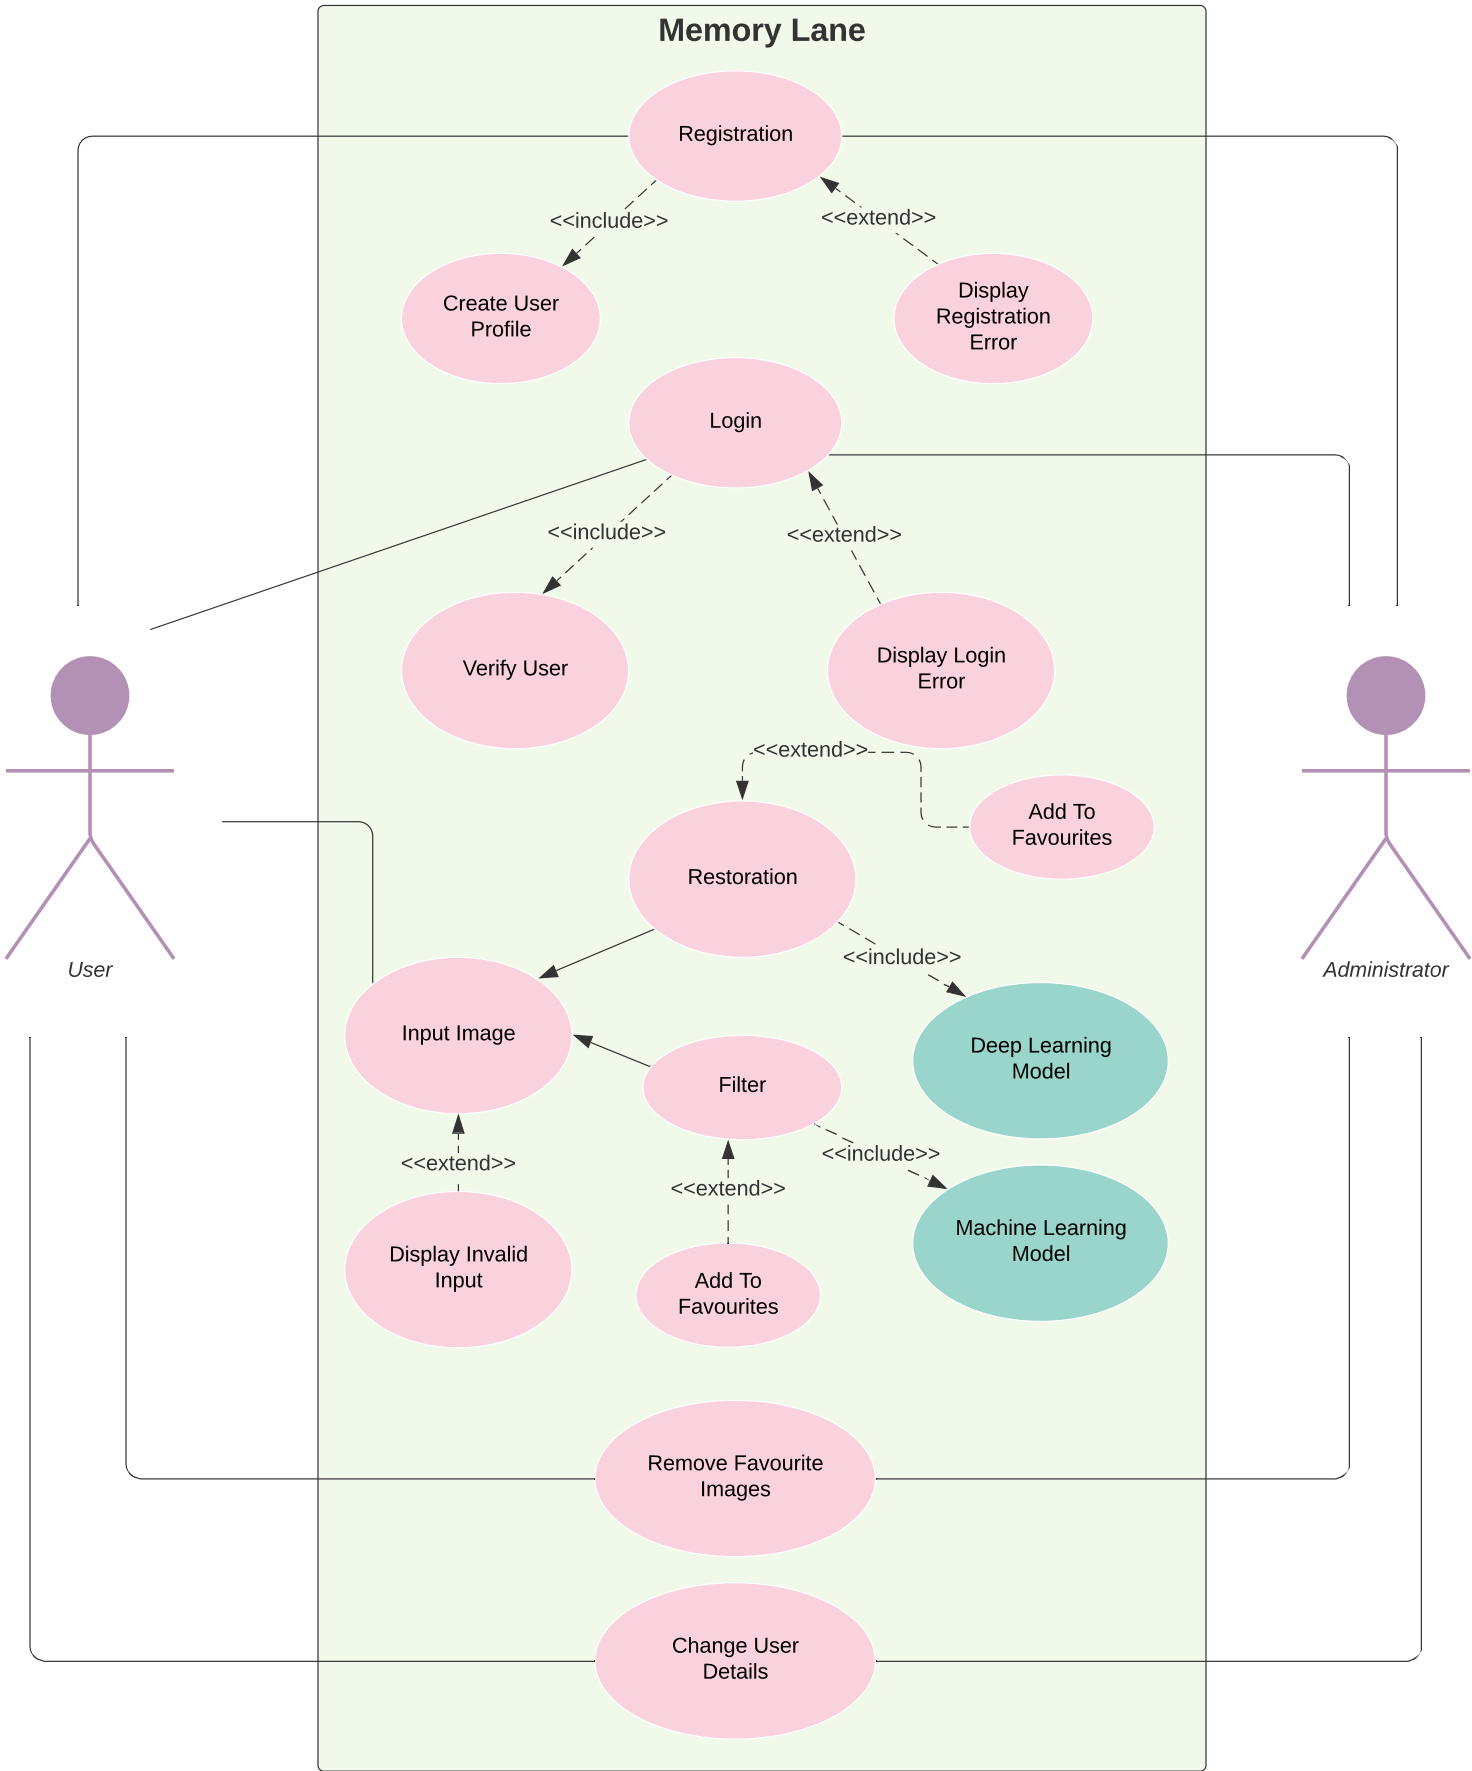 Memory Lane
Registration
<<include>>
<<extend>>
Create User
Profile
Display
Registration
Error
Login
<<include>>
<<extend>>
Verify User
Display Login
Error
<<extend>>
Add To
Favourites
Restoration
<<include>>
User
Administrator
Input Image
Deep Learning
Model
Filter
<<extend>>
<<include>>
<<extend>>
Display Invalid
Input
Add To
Favourites
Machine Learning
Model
Remove Favourite
Images
Change User
Details